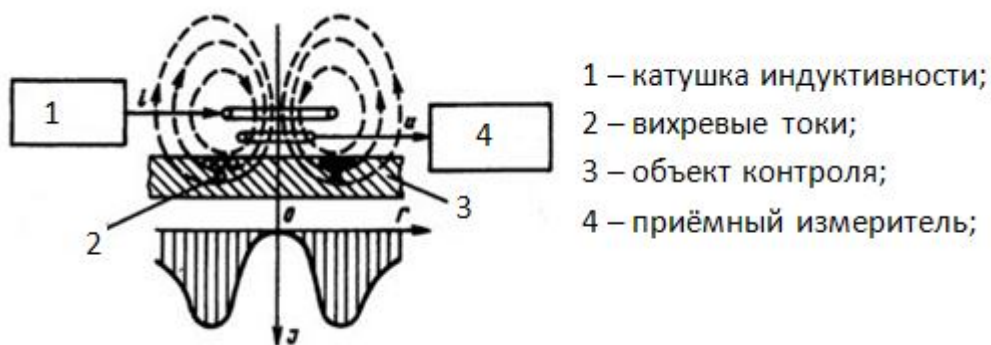 1 – катушка индуктивности;
2 – вихревые токи;
3 – объект контроля;
4 – приёмный измеритель;
1
i
u
4
2
0
r
3
J